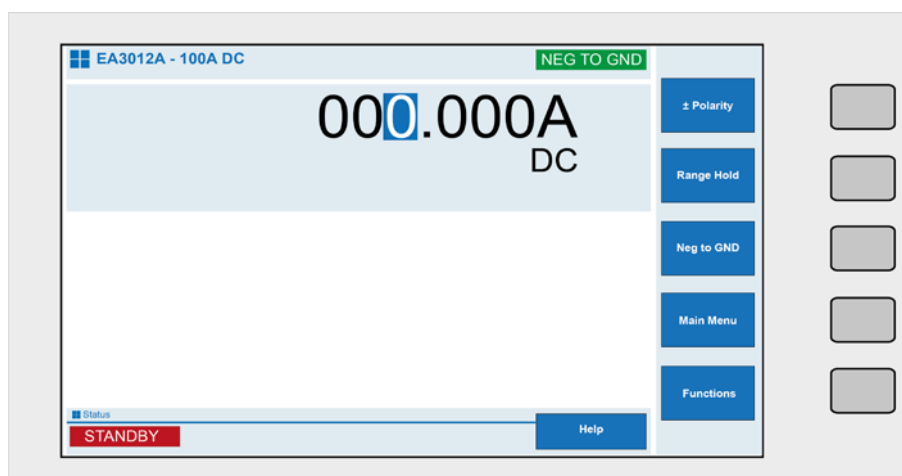 EA3012A - 100A DC
NEG TO GND
000.000A
DC
± Polarity
Range Hold
Neg to GND
Main Menu
Functions
Status
STANDBY
Help